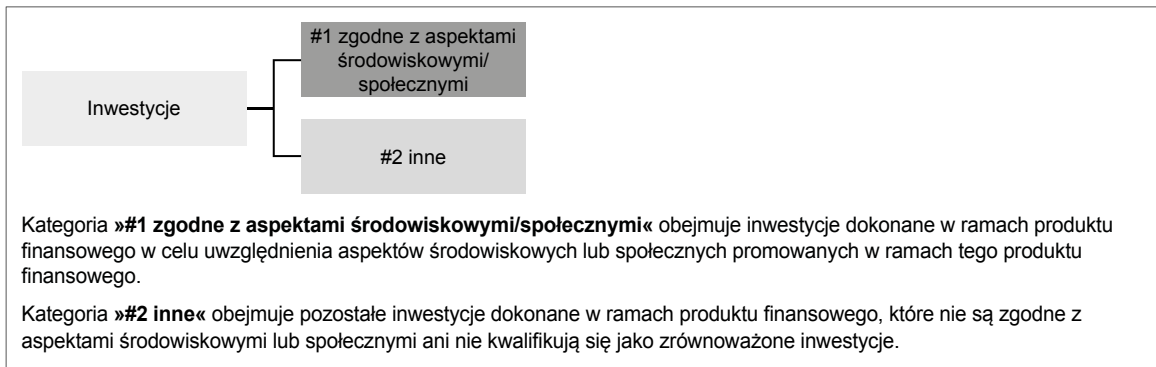 #1 zgodne z aspektami
środowiskowymi/
społecznymi
Inwestycje
#2 inne
Kategoria »#1 zgodne z aspektami środowiskowymi/społecznymi« obejmuje inwestycje dokonane w ramach produktu
finansowego w celu uwzględnienia aspektów środowiskowych lub społecznych promowanych w ramach tego produktu
finansowego.
Kategoria »#2 inne« obejmuje pozostałe inwestycje dokonane w ramach produktu finansowego, które nie są zgodne z
aspektami środowiskowymi lub społecznymi ani nie kwalifikują się jako zrównoważone inwestycje.